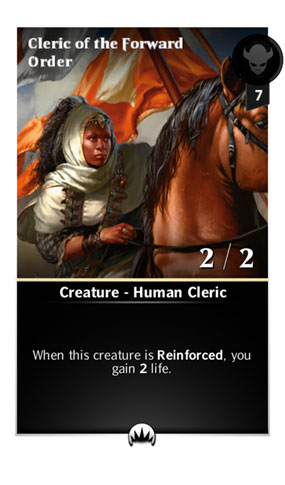 Cleric of the Forward
Order
7
2 / 2
Creature - Human Cleric
When this creature is Reinforced, you
gain 2 life.